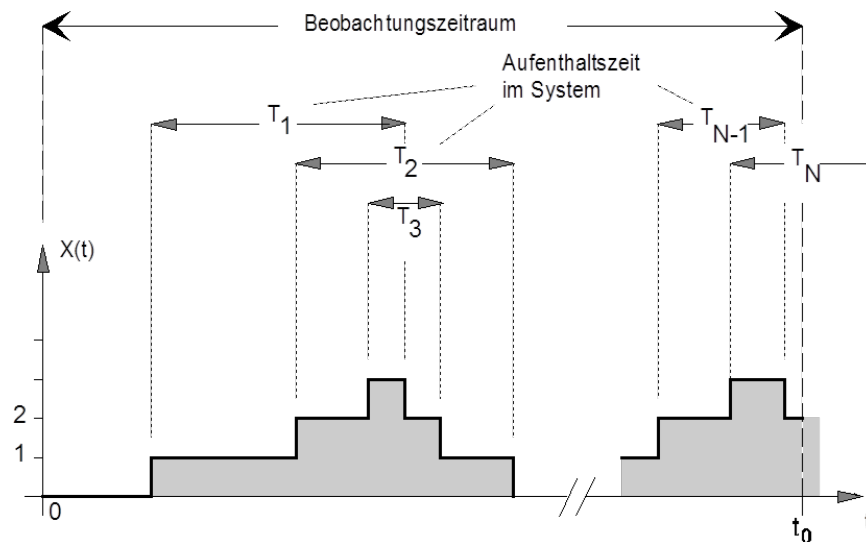 Beobachtungszeitraum
Aufenthaltszeit
im System
T1
TN-1
T2
TN
T3
X(t)
2
1
0
t0
t